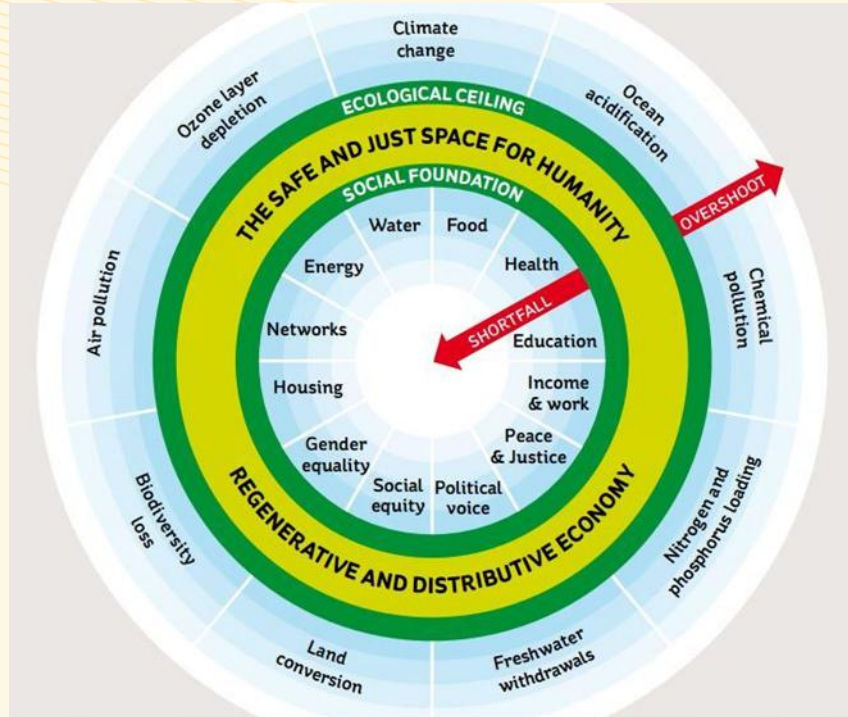 Climate
change
Ozone layer
depletion
Ocean
acidification
ECOLOGICAL CEILING
THE SAFE AND JUST SPACE FOR HUMANITY
SOCIAL FOUNDATION
OVERSHOOT
Water
Food
Energy
Health
SHORTFALL
Air pollution
Chemical
pollution
Networks
Education
Housing
Income
& work
Gender
equality
Peace
& Justice
Social
equity
Political
voice
REGENERATIVE AND DISTRIBUTIVE ECONOMY
Biodiversity
loss
Nitrogen and
phosphorus loading
Land
conversion
Freshwater
withdrawals